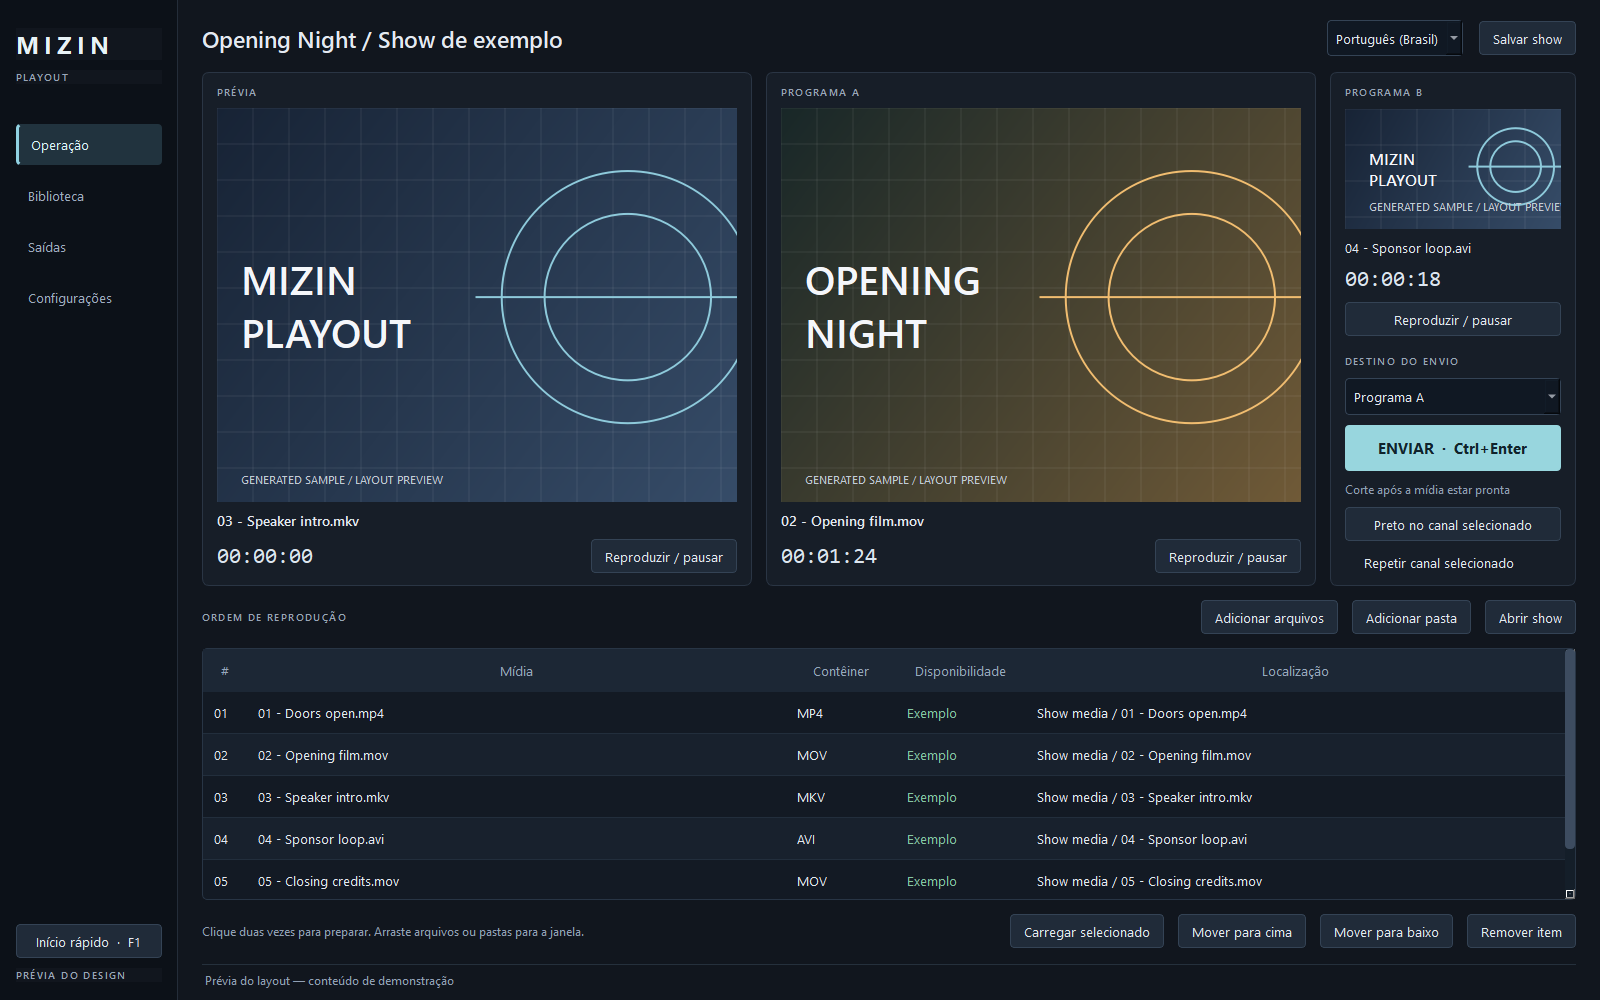 MIZIN
PLAYOUT
Operação
Biblioteca
Saídas
Configurações
Início rápido · F1
PRÉVIA DO DESIGN
Opening Night / Show de exemplo
Português (Brasil)
Salvar show
PRÉVIA
MIZIN
PLAYOUT
GENERATED SAMPLE / LAYOUT PREVIEW
03 - Speaker intro.mkv
00:00:00
Reproduzir / pausar
PROGRAMA A
OPENING
NIGHT
GENERATED SAMPLE / LAYOUT PREVIEW
02 - Opening film.mov
00:01:24
Reproduzir / pausar
PROGRAMA B
MIZIN
PLAYOUT
GENERATED SAMPLE / LAYOUT PREVIE
04 - Sponsor loop.avi
00:00:18
Reproduzir / pausar
DESTINO DO ENVIO
Programa A
ENVIAR · Ctrl+Enter
Corte após a mídia estar pronta
Preto no canal selecionado
Repetir canal selecionado
ORDEM DE REPRODUÇÃO
Adicionar arquivos
Adicionar pasta
Abrir show
# Mídia Contêiner Disponibilidade Localização
01 01 - Doors open.mp4 MP4 Exemplo Show media / 01 - Doors open.mp4
02 02 - Opening film.mov MOV Exemplo Show media / 02 - Opening film.mov
03 03 - Speaker intro.mkv MKV Exemplo Show media / 03 - Speaker intro.mkv
04 04 - Sponsor loop.avi AVI Exemplo Show media / 04 - Sponsor loop.avi
05 05 - Closing credits.mov MOV Exemplo Show media / 05 - Closing credits.mov
Clique duas vezes para preparar. Arraste arquivos ou pastas para a janela.
Carregar selecionado
Mover para cima
Mover para baixo
Remover item
Prévia do layout — conteúdo de demonstração